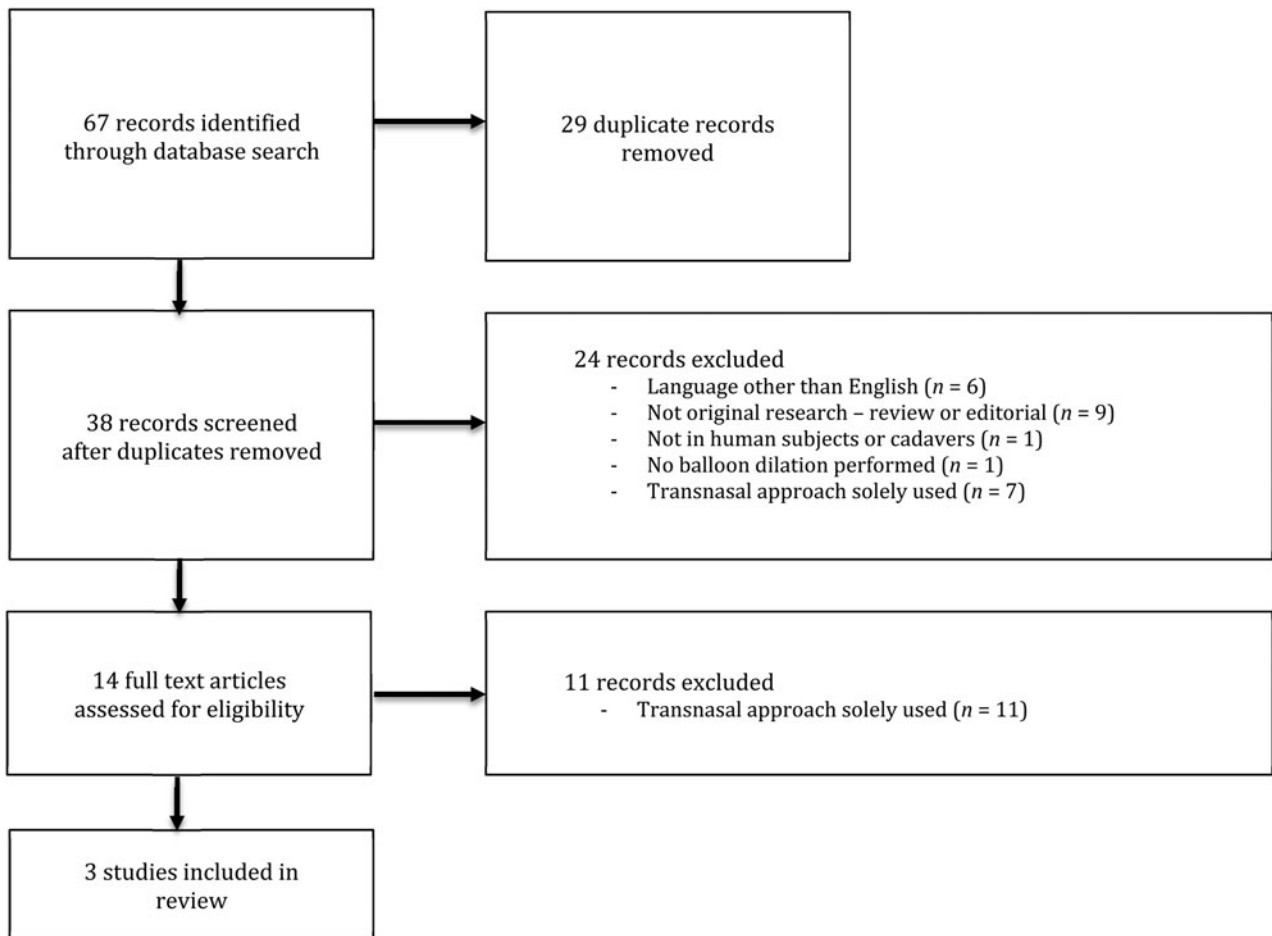 67 records identified
through database search
29 duplicate records
removed
38 records screened
after duplicates removed
24 records excluded
- Language other than English (n = 6)
- Not original research – review or editorial (n = 9)
- Not in human subjects or cadavers (n = 1)
- No balloon dilation performed (n = 1)
- Transnasal approach solely used (n = 7)
14 full text articles
assessed for eligibility
11 records excluded
- Transnasal approach solely used (n = 11)
3 studies included in
review